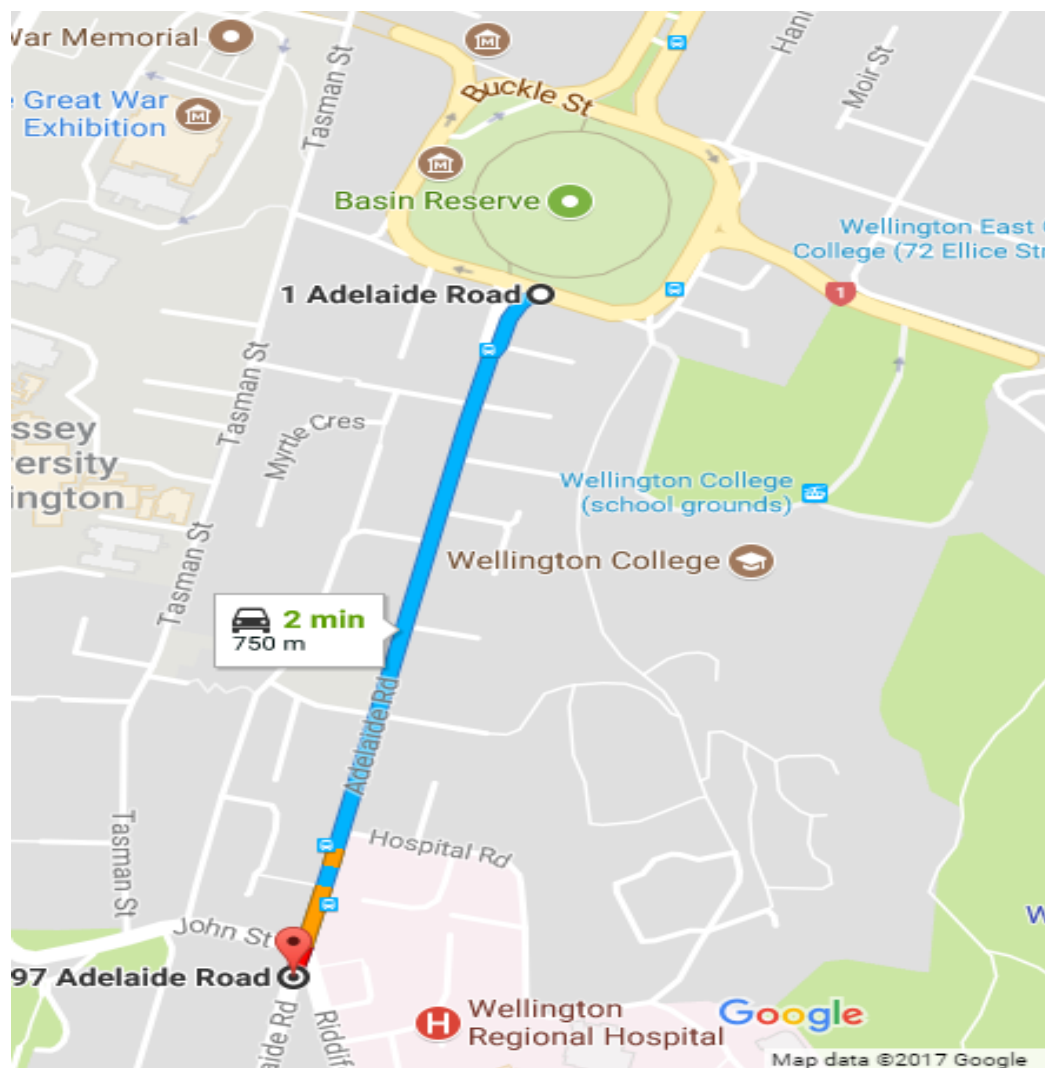 War Memorial
Great War
Exhibition
Tasman St
Buckle St
Hani
Moir St
Basin Reserve
Wellington East
College (72 Ellice Str
1
1 Adelaide Road
Tasman St
Myrtle Cres
ssey
ersity
ington
Wellington College
(school grounds)
Wellington College
Tasman St
2 min
750 m
Adelaide Rd
Tasman St
Hospital Rd
John St
97 Adelaide Road
aide Rd
Riddif
H
Wellington
Regional Hospital
Google
W
Map data ©2017 Google